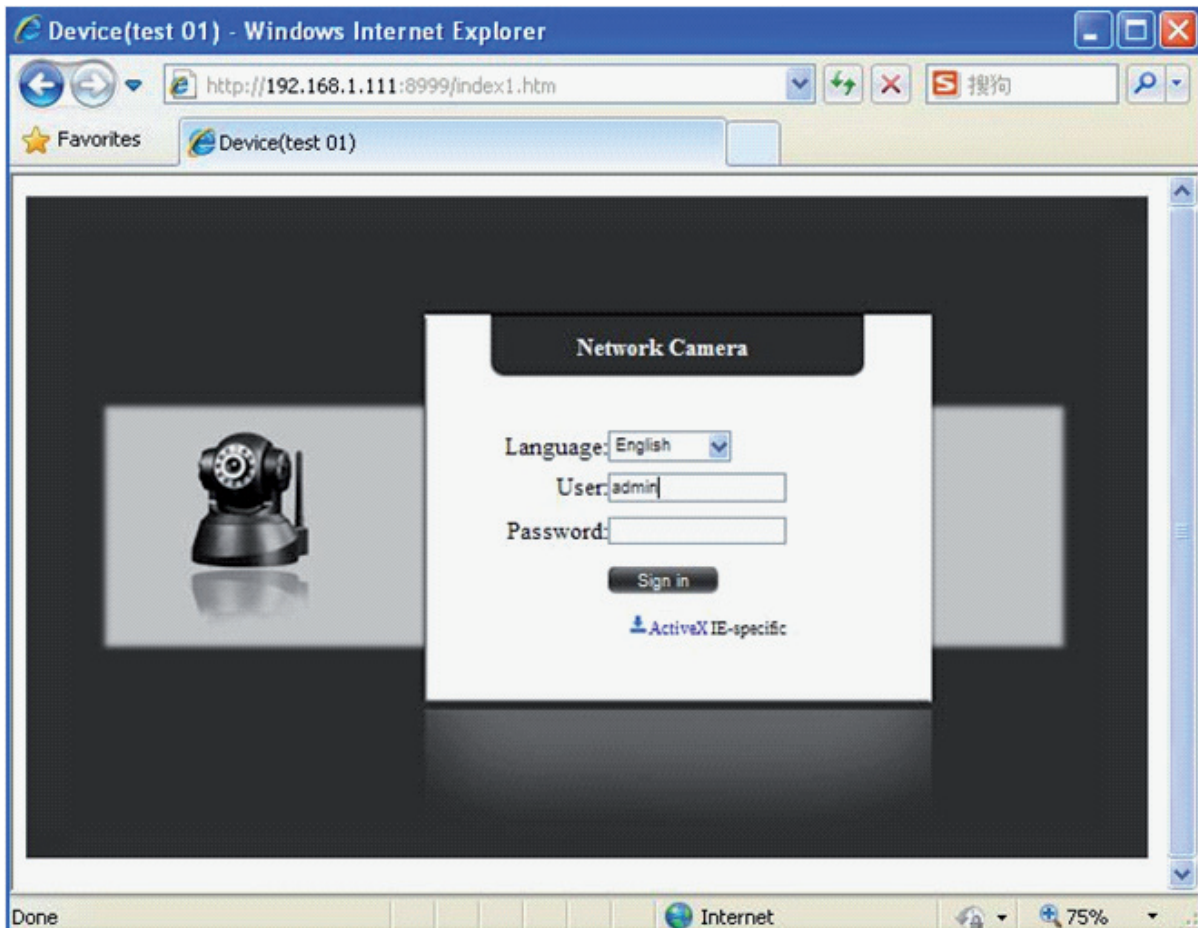 Device(test 01) - Windows Internet Explorer
http://192.168.1.111:8999/index1.htm
搜狗
Favorites
Device(test 01)
Network Camera
Language: English
User: admin
Password:
Sign in
ActiveX IE-specific
Done
Internet
75%